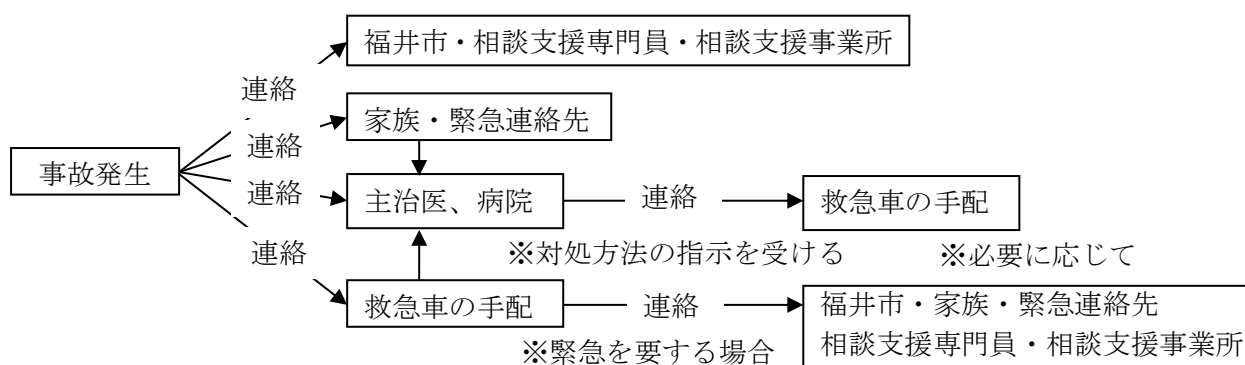 福井市・相談支援専門員・相談支援事業所
連絡
家族・緊急連絡先
連絡
事故発生
連絡
主治医、病院
連絡
救急車の手配
連絡
※対処方法の指示を受ける
※必要に応じて
救急車の手配
連絡
福井市・家族・緊急連絡先
相談支援専門員・相談支援事業所
※緊急を要する場合